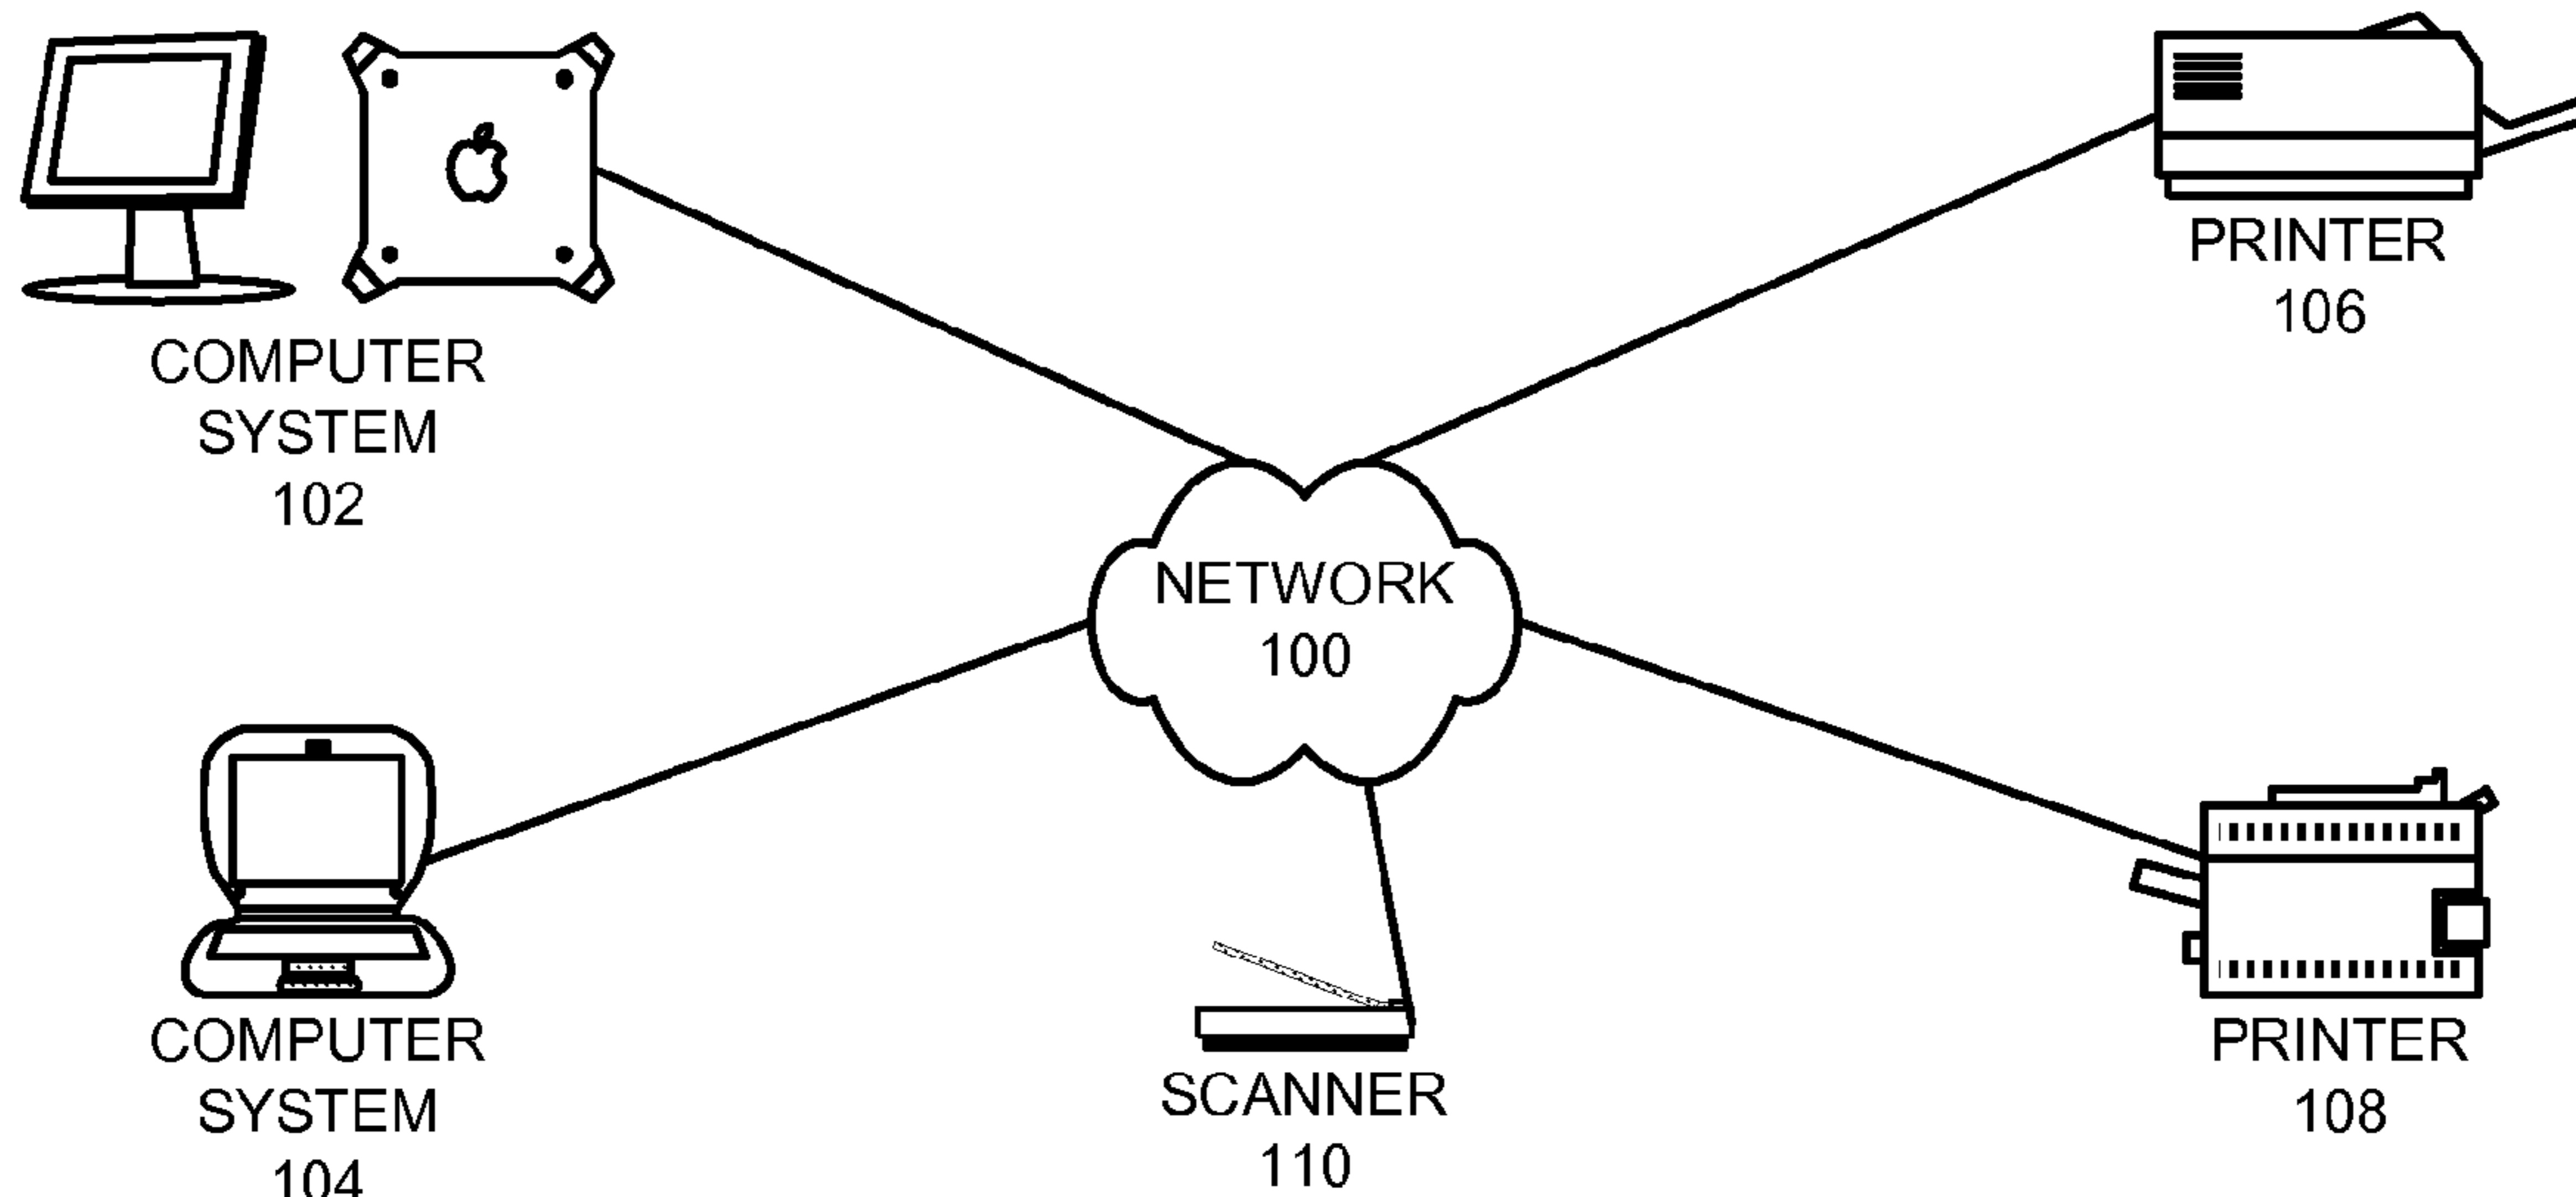 COMPUTER
SYSTEM
102
PRINTER
106
NETWORK
100
COMPUTER
SYSTEM
104
SCANNER
110
PRINTER
108